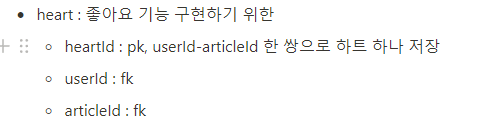 heart : 좋아요 기능 구현하기 위한
heartId : pk, userId-articleId 한 쌍으로 하트 하나 저장
userId : fk
articleId : fk